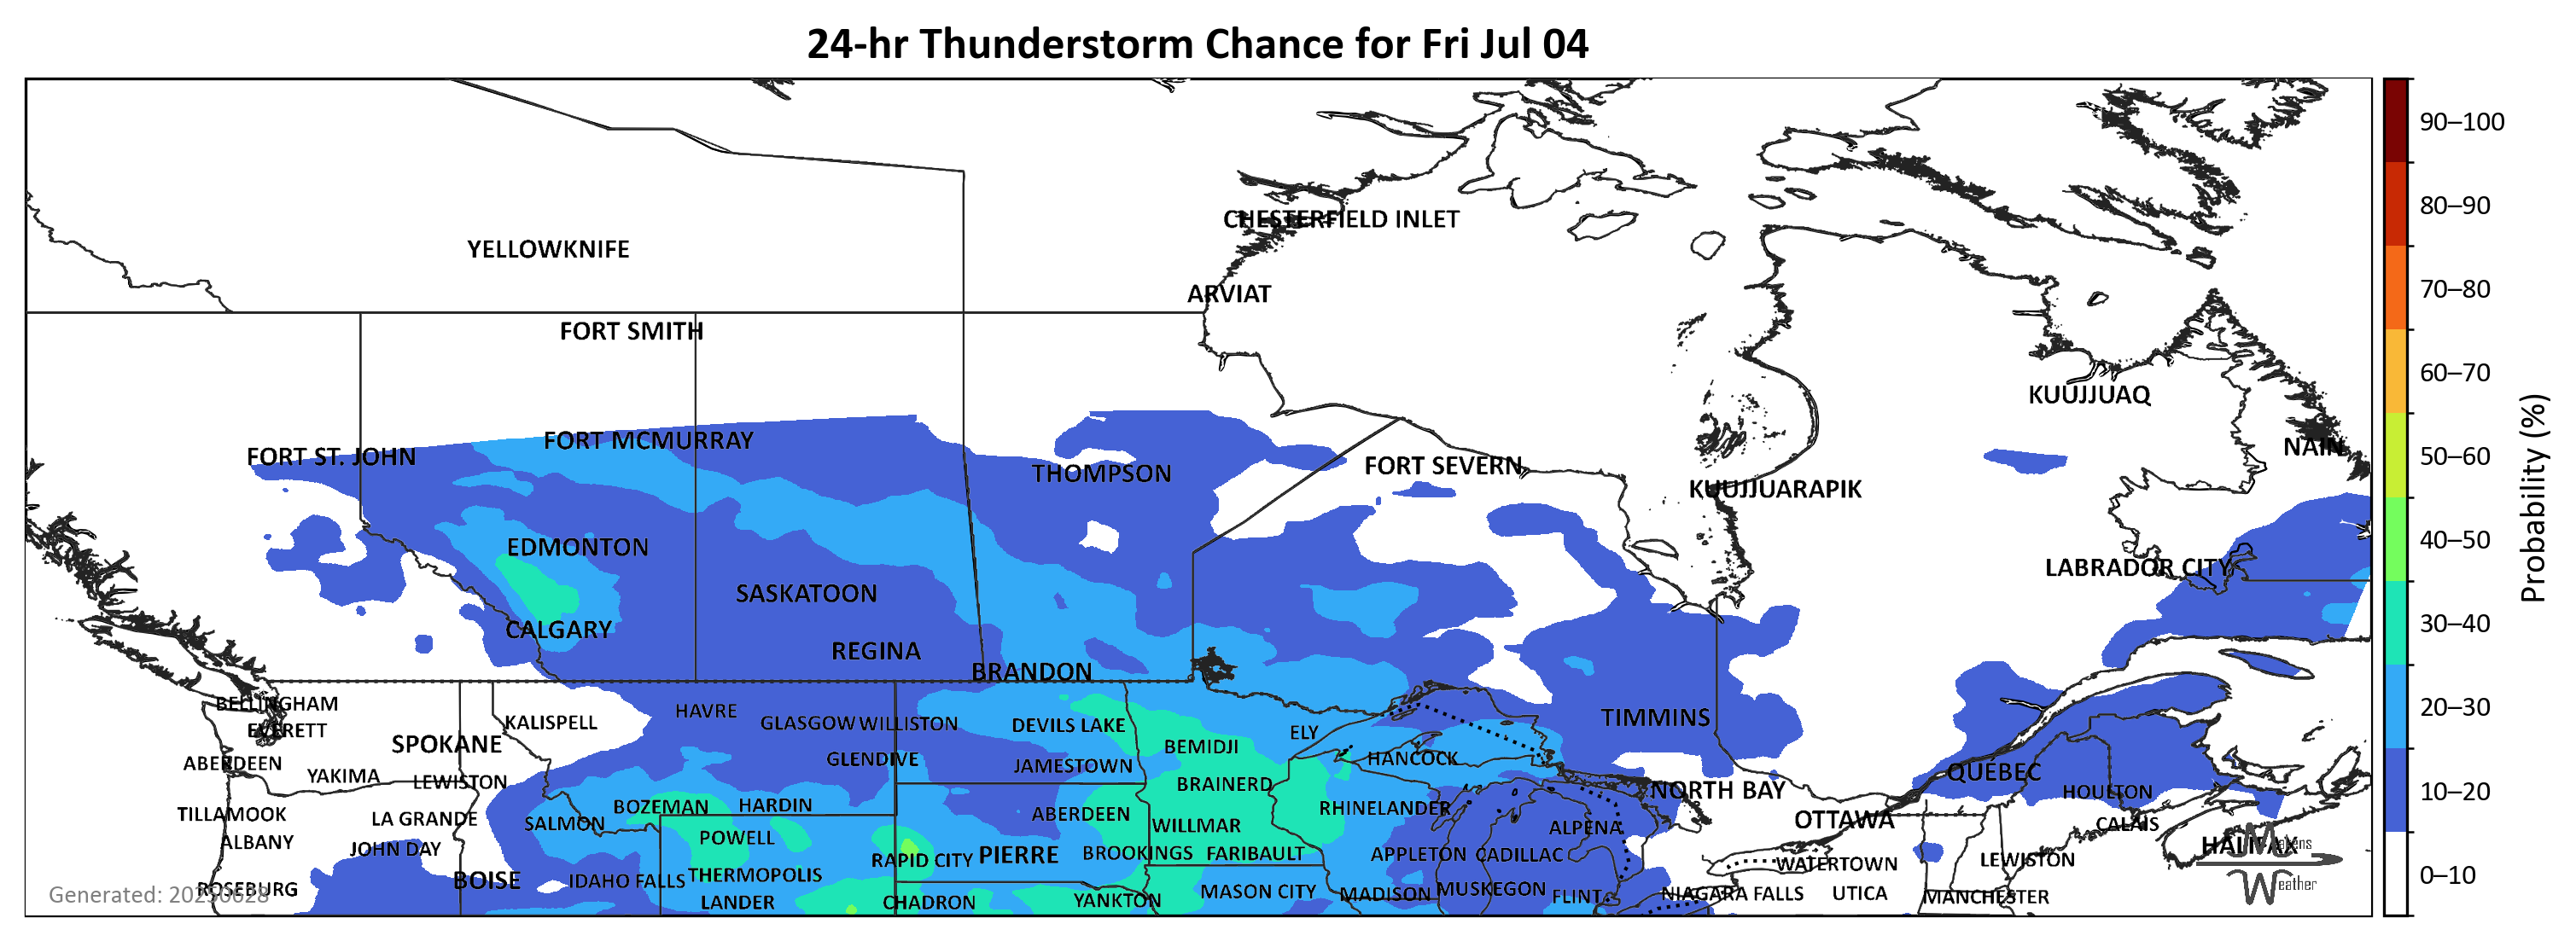 24-hr Thunderstorm Chance for Fri Jul 04
90–100
80–90
CHESTERFIELD INLET
YELLOWKNIFE
70–80
ARVIAT
FORT SMITH
60–70
KUUJJUAQ
FORT MCMURRAY
NAIN
FORT ST. JOHN
50–60
FORT SEVERN
THOMPSON
KUUJJUARAPIK
Probability (%)
40–50
EDMONTON
LABRADOR CITY
SASKATOON
30–40
CALGARY
REGINA
BRANDON
BELLINGHAM
20–30
HAVRE
TIMMINS
KALISPELL
GLASGOW
WILLISTON
DEVILS LAKE
EVERETT
ELY
SPOKANE
BEMIDJI
GLENDIVE
HANCOCK
ABERDEEN
JAMESTOWN
QUEBEC
YAKIMA
LEWISTON
BRAINERD
NORTH BAY
10–20
HOULTON
BOZEMAN
HARDIN
RHINELANDER
TILLAMOOK
ABERDEEN
LA GRANDE
OTTAWA
SALMON
WILLMAR
CALAIS
ALPENA
POWELL
ALBANY
HALIFAX
Makens
JOHN DAY
BROOKINGS
FARIBAULT
APPLETON
CADILLAC
PIERRE
RAPID CITY
LEWISTON
WATERTOWN
THERMOPOLIS
0–10
BOISE
IDAHO FALLS
Weather
ROSEBURG
MUSKEGON
MASON CITY
MADISON
NIAGARA FALLS
UTICA
Generated: 20250628
FLINT
MANCHESTER
YANKTON
LANDER
CHADRON